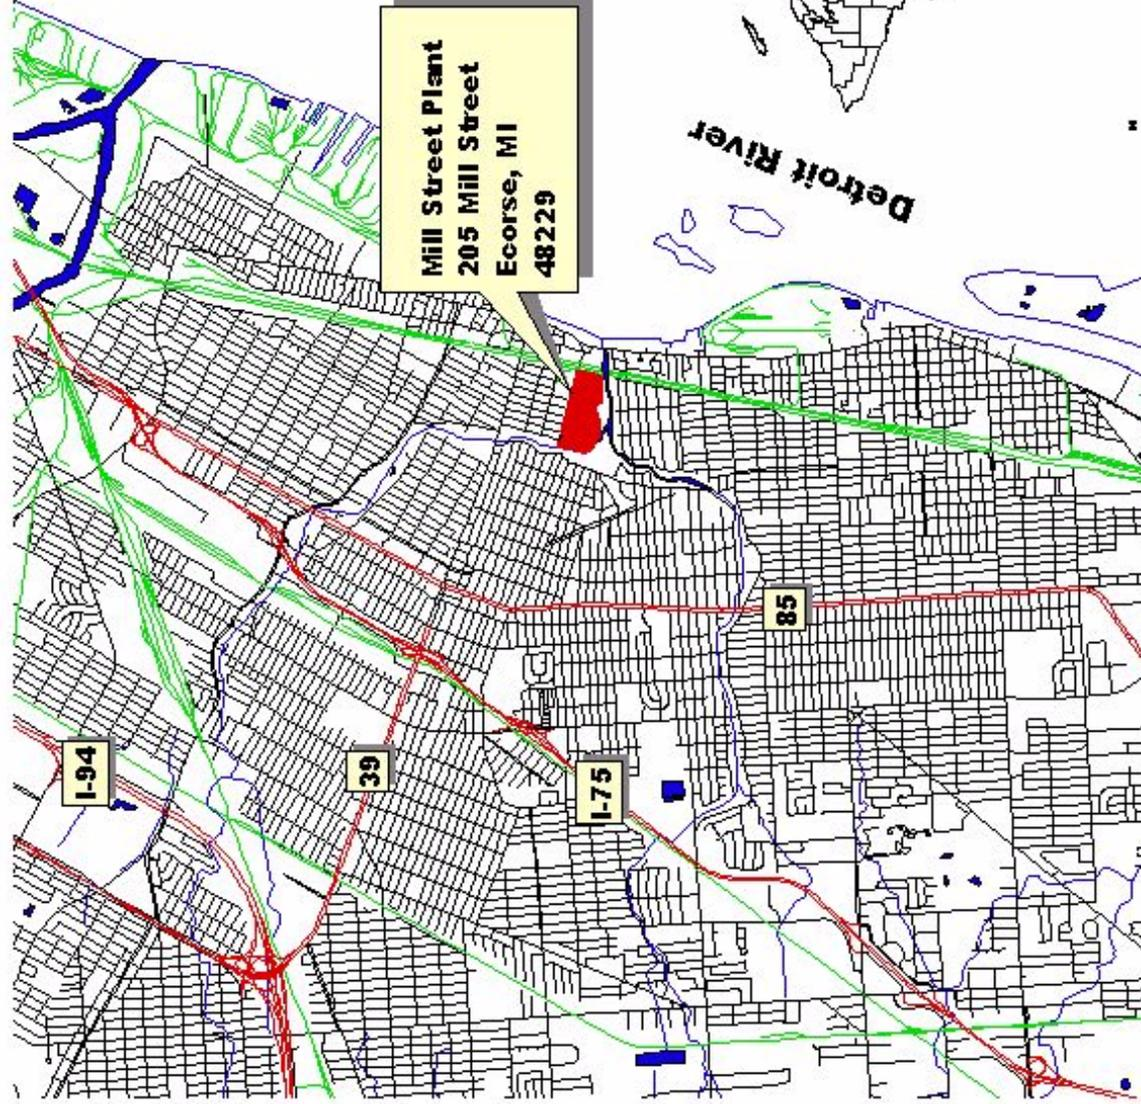 Mill Street Plant
205 Mill Street
Ecorse, MI
48229
Detroit River
I-94
39
I-75
85